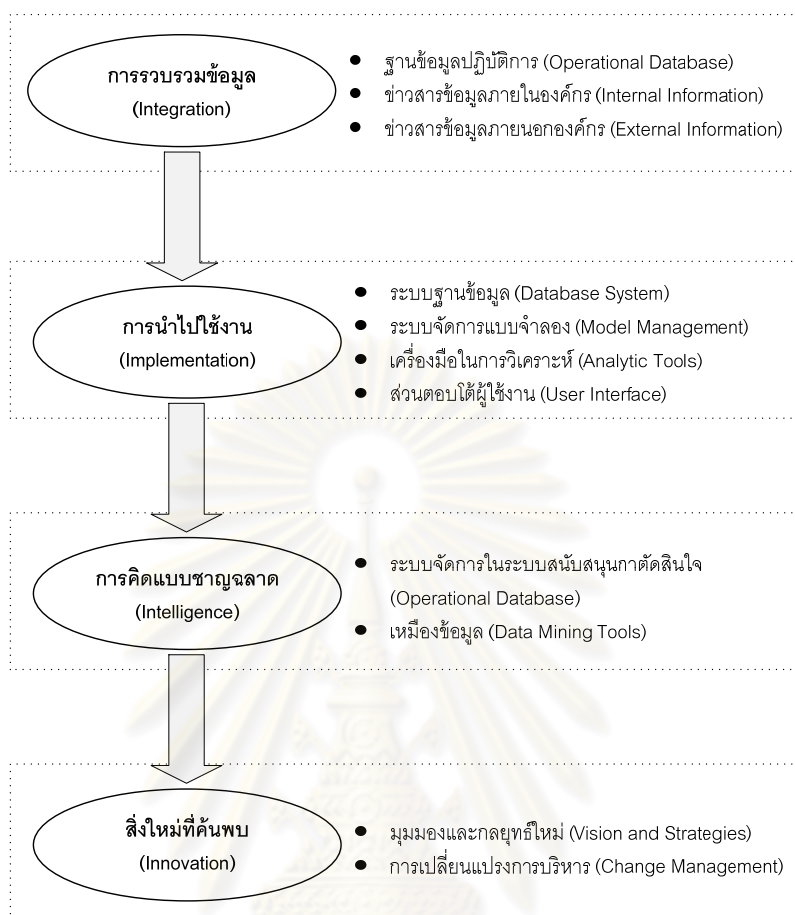 การรวบรวมข้อมูล
(Integration)
● ฐานข้อมูลปฏิบัติการ (Operational Database)
● ข่าวสารข้อมูลภายในองค์กร (Internal Information)
● ข่าวสารข้อมูลภายนอกองค์กร (External Information)
การนำไปใช้งาน
(Implementation)
● ระบบฐานข้อมูล (Database System)
● ระบบจัดการแบบจำลอง (Model Management)
● เครื่องมือในการวิเคราะห์ (Analytic Tools)
● ส่วนตอบโต้ผู้ใช้งาน (User Interface)
การคิดแบบชาญฉลาด
(Intelligence)
● ระบบจัดการในระบบสนับสนุนกาตัดสินใจ
(Operational Database)
● เหมืองข้อมูล (Data Mining Tools)
สิ่งใหม่ที่ค้นพบ
(Innovation)
● มุมมองและกลยุทธ์ใหม่ (Vision and Strategies)
● การเปลี่ยนแปรงการบริหาร (Change Management)